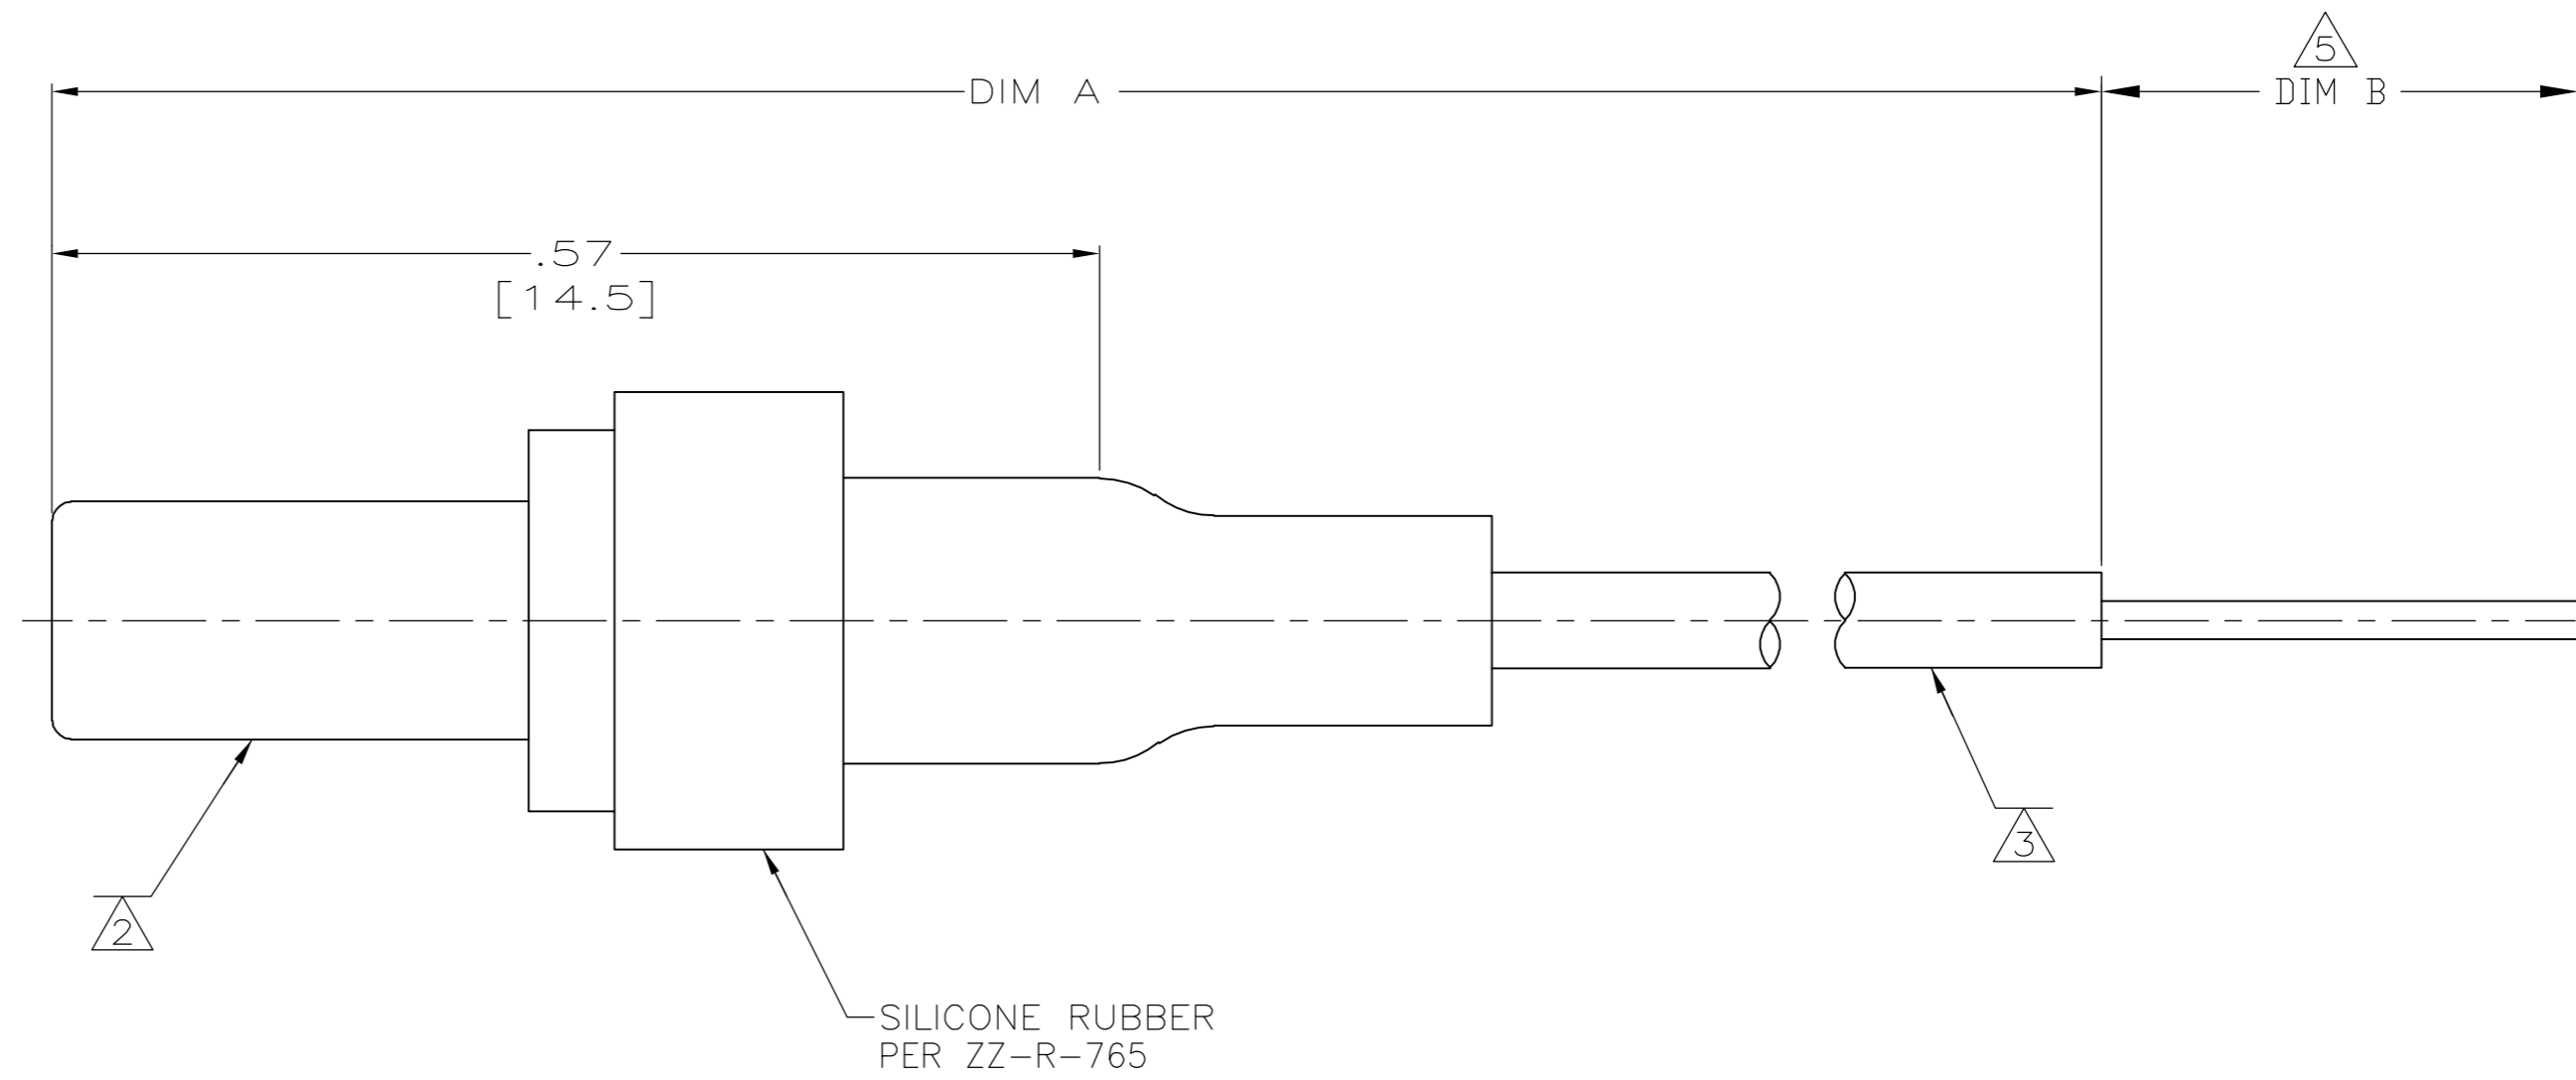 5
DIM A
DIM B
.57
[14.5]
3
2
SILICONE RUBBER
PER ZZ-R-765